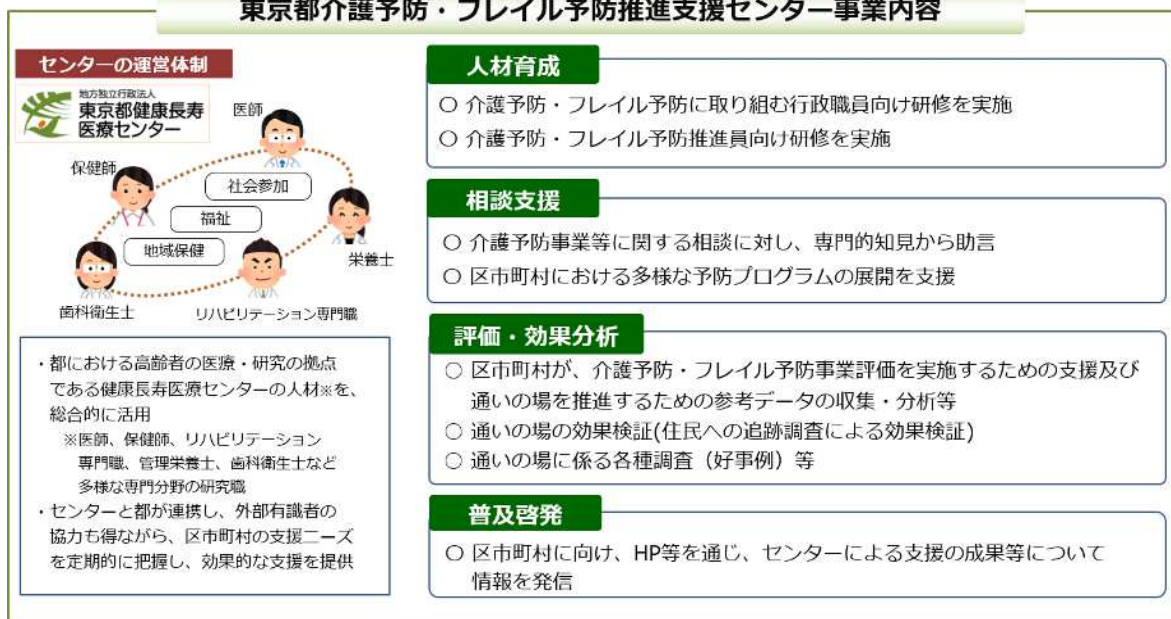 東京都介護予防・フレイル予防推進支援センター事業内容
センターの運営体制
地方独立行政法人
東京都健康長寿
医療センター
医師
保健師
社会参加
福祉
地域保健
栄養士
歯科衛生士
リハビリテーション専門職
・都における高齢者の医療・研究の拠点
である健康長寿医療センターの人材※を、
総合的に活用
※医師、保健師、リハビリテーション
専門職、管理栄養士、歯科衛生士など
多様な専門分野の研究職
・センターと都が連携し、外部有識者の
協力も得ながら、区市町村の支援ニーズ
を定期的に把握し、効果的な支援を提供
人材育成
○ 介護予防・フレイル予防に取り組む行政職員向け研修を実施
○ 介護予防・フレイル予防推進員向け研修を実施
相談支援
○ 介護予防事業等に関する相談に対し、専門的知見から助言
○ 区市町村における多様な予防プログラムの展開を支援
評価・効果分析
○ 区市町村が、介護予防・フレイル予防事業評価を実施するための支援及び
通いの場を推進するための参考データの収集・分析等
○ 通いの場の効果検証(住民への追跡調査による効果検証)
○ 通いの場に係る各種調査（好事例）等
普及啓発
○ 区市町村に向け、HP等を通じ、センターによる支援の成果等について
情報を発信